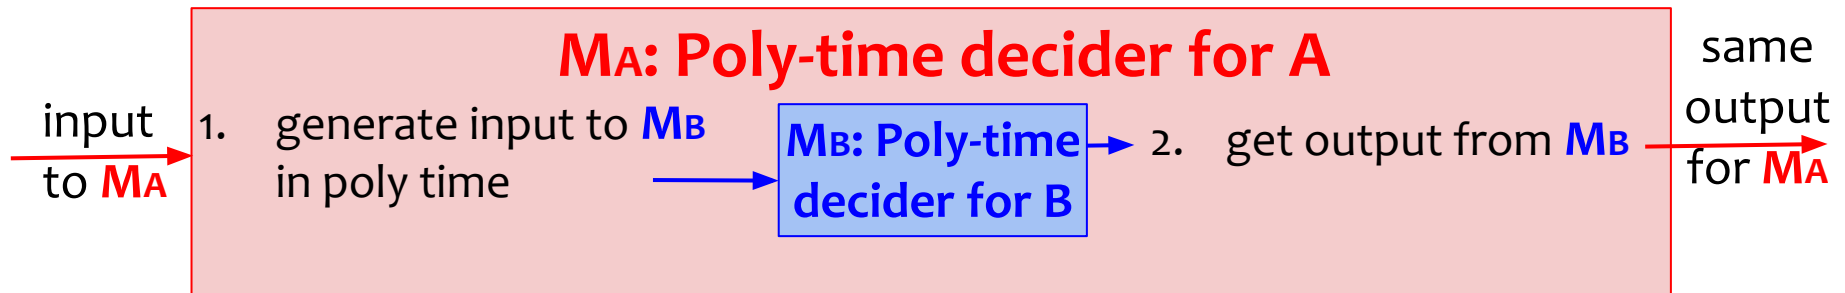 MA: Poly-time decider for A
input
to MA
1. generate input to MB
in poly time
MB: Poly-time
decider for B
2. get output from MB
same
output
for MA